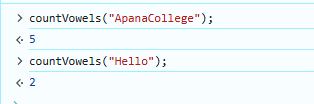 > countVowels("ApanaCollege");
<· 5
> countVowels("Hello");
<· 2